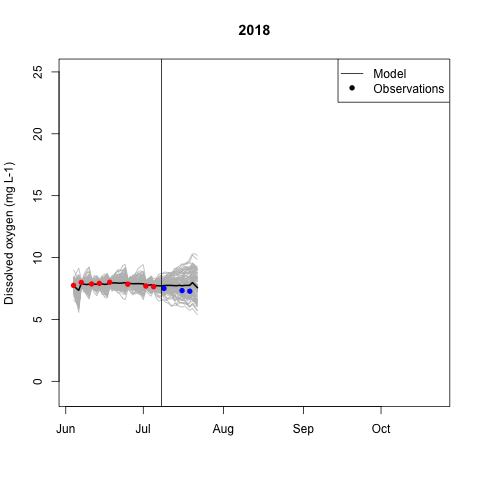 2018
Dissolved oxygen (mg L-1)
25
20
15
10
5
0
Model
Observations
Jun
Jul
Aug
Sep
Oct